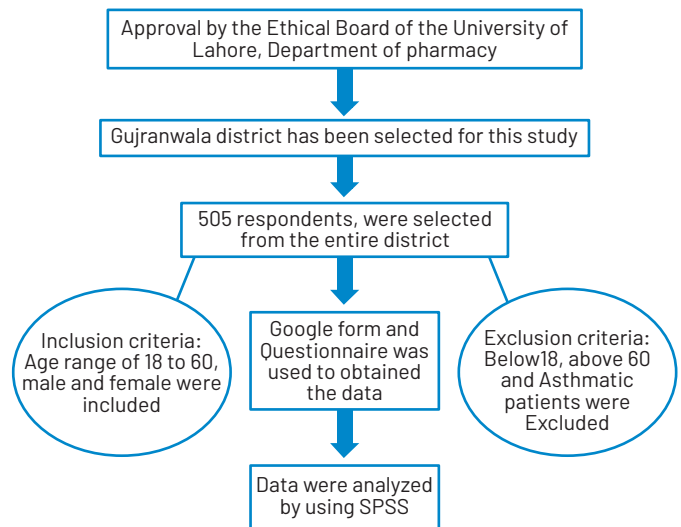 Approval by the Ethical Board of the University of
Lahore, Department of pharmacy
Gujranwala district has been selected for this study
505 respondents, were selected
from the entire district
Inclusion criteria:
Age range of 18 to 60,
male and female were
included
Google form and
Questionnaire was
used to obtained
the data
Exclusion criteria:
Below18, above 60
and Asthmatic
patients were
Excluded
Data were analyzed
by using SPSS